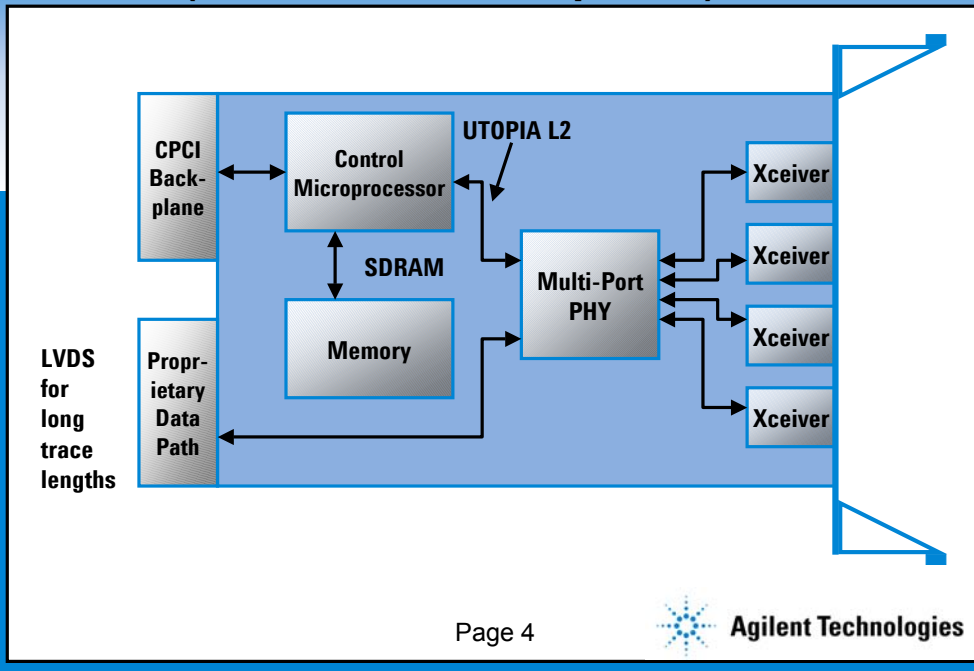 CPCI
Back-
plane
Control
Microprocessor
UTOPIA L2
Xceiver
Xceiver
SDRAM
Multi-Port
PHY
Memory
Xceiver
Xceiver
LVDS
for
long
trace
lengths
Propr-
ietary
Data
Path
Page 4
Agilent Technologies